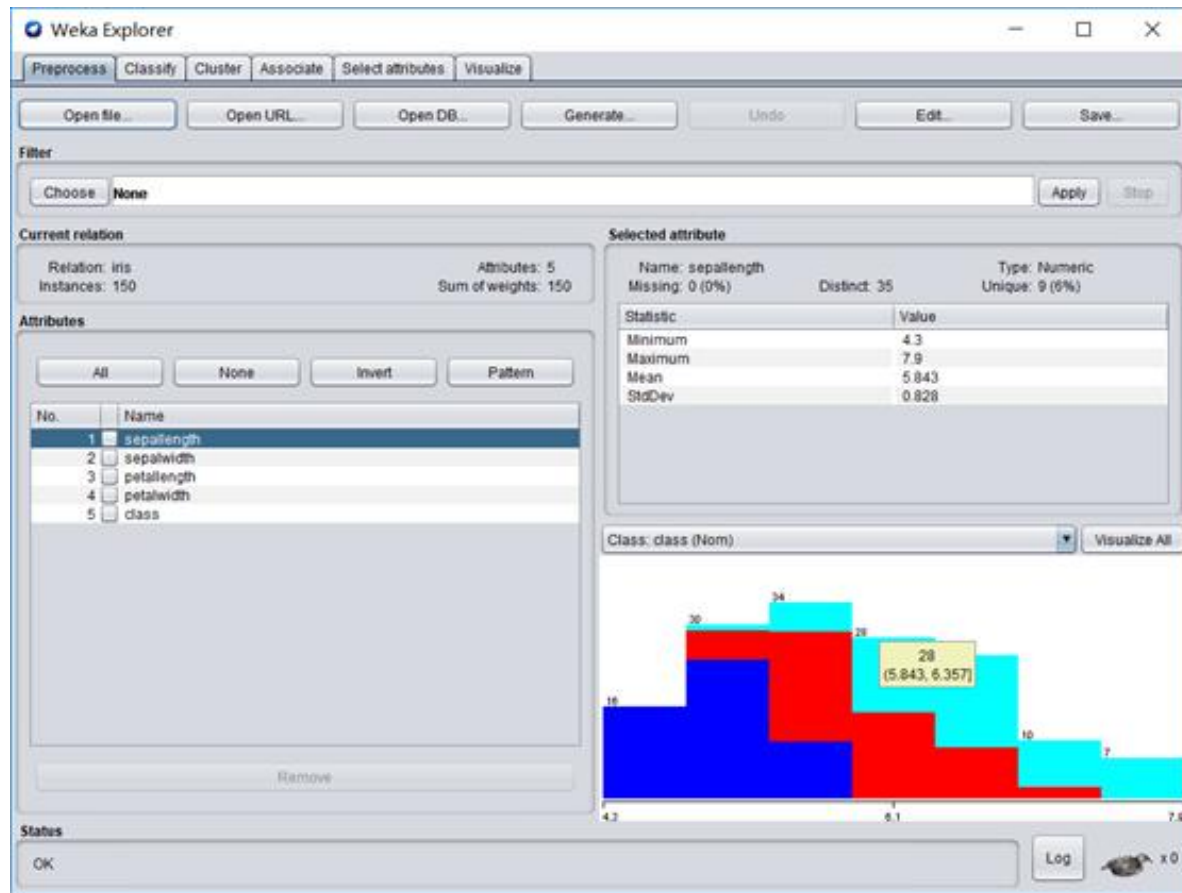 Weka Explorer
Preprocess Classify Cluster Associate Select attributes Visualize
Open file... Open URL... Open DB... Generate... Undo Edit... Save...
Filter
Choose None Apply Stop
Current relation
Relation: iris Attributes: 5
Instances: 150 Sum of weights: 150
Attributes
All None Invert Pattern
No. Name
1 sepallength
2 sepalwidth
3 petallength
4 petalwidth
5 class
Remove
Selected attribute
Name: sepallength Type: Numeric
Missing: 0 (0%) Distinct: 35 Unique: 9 (6%)
Statistic Value
Minimum 4.3
Maximum 7.9
Mean 5.843
StdDev 0.828
Class: class (Nom) Visualize All
34
30
28
28
(5.843, 6.357]
16
10
7
4.3 6.1 7.9
Status
OK Log x 0